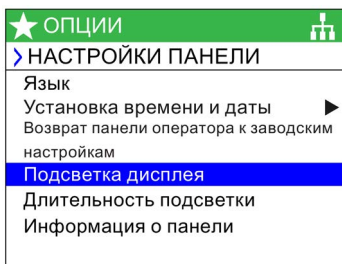 ОПЦИИ
НАСТРОЙКИ ПАНЕЛИ
Язык
Установка времени и даты
Возврат панели оператора к заводским
настройкам
Подсветка дисплея
Длительность подсветки
Информация о панели